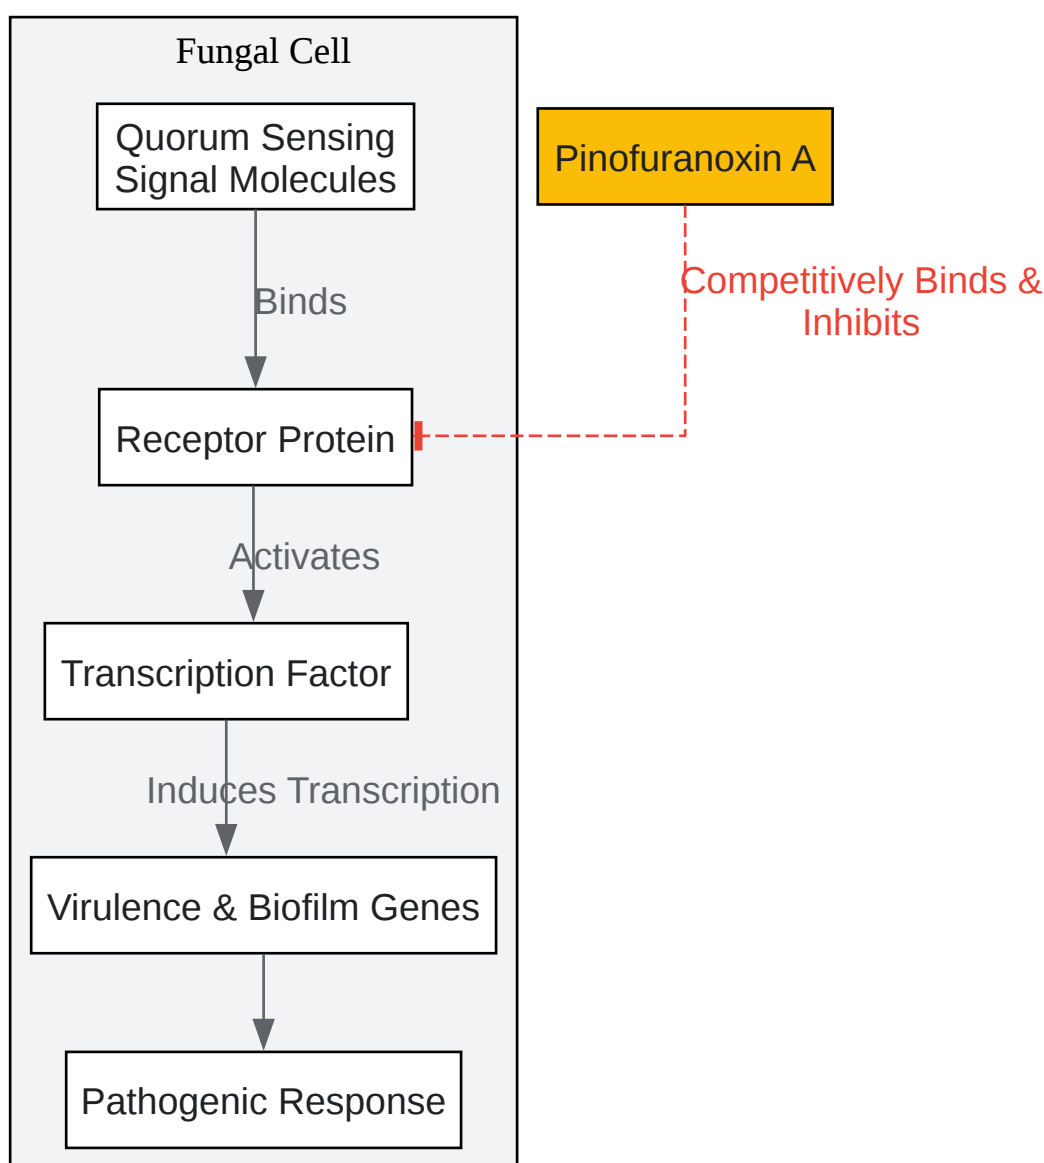 Fungal Cell
Quorum Sensing
Signal Molecules
Pinofuranoxin A
Competitively Binds &
Inhibits
Binds
Receptor Protein
Activates
Transcription Factor
Induces Transcription
Virulence & Biofilm Genes
Pathogenic Response